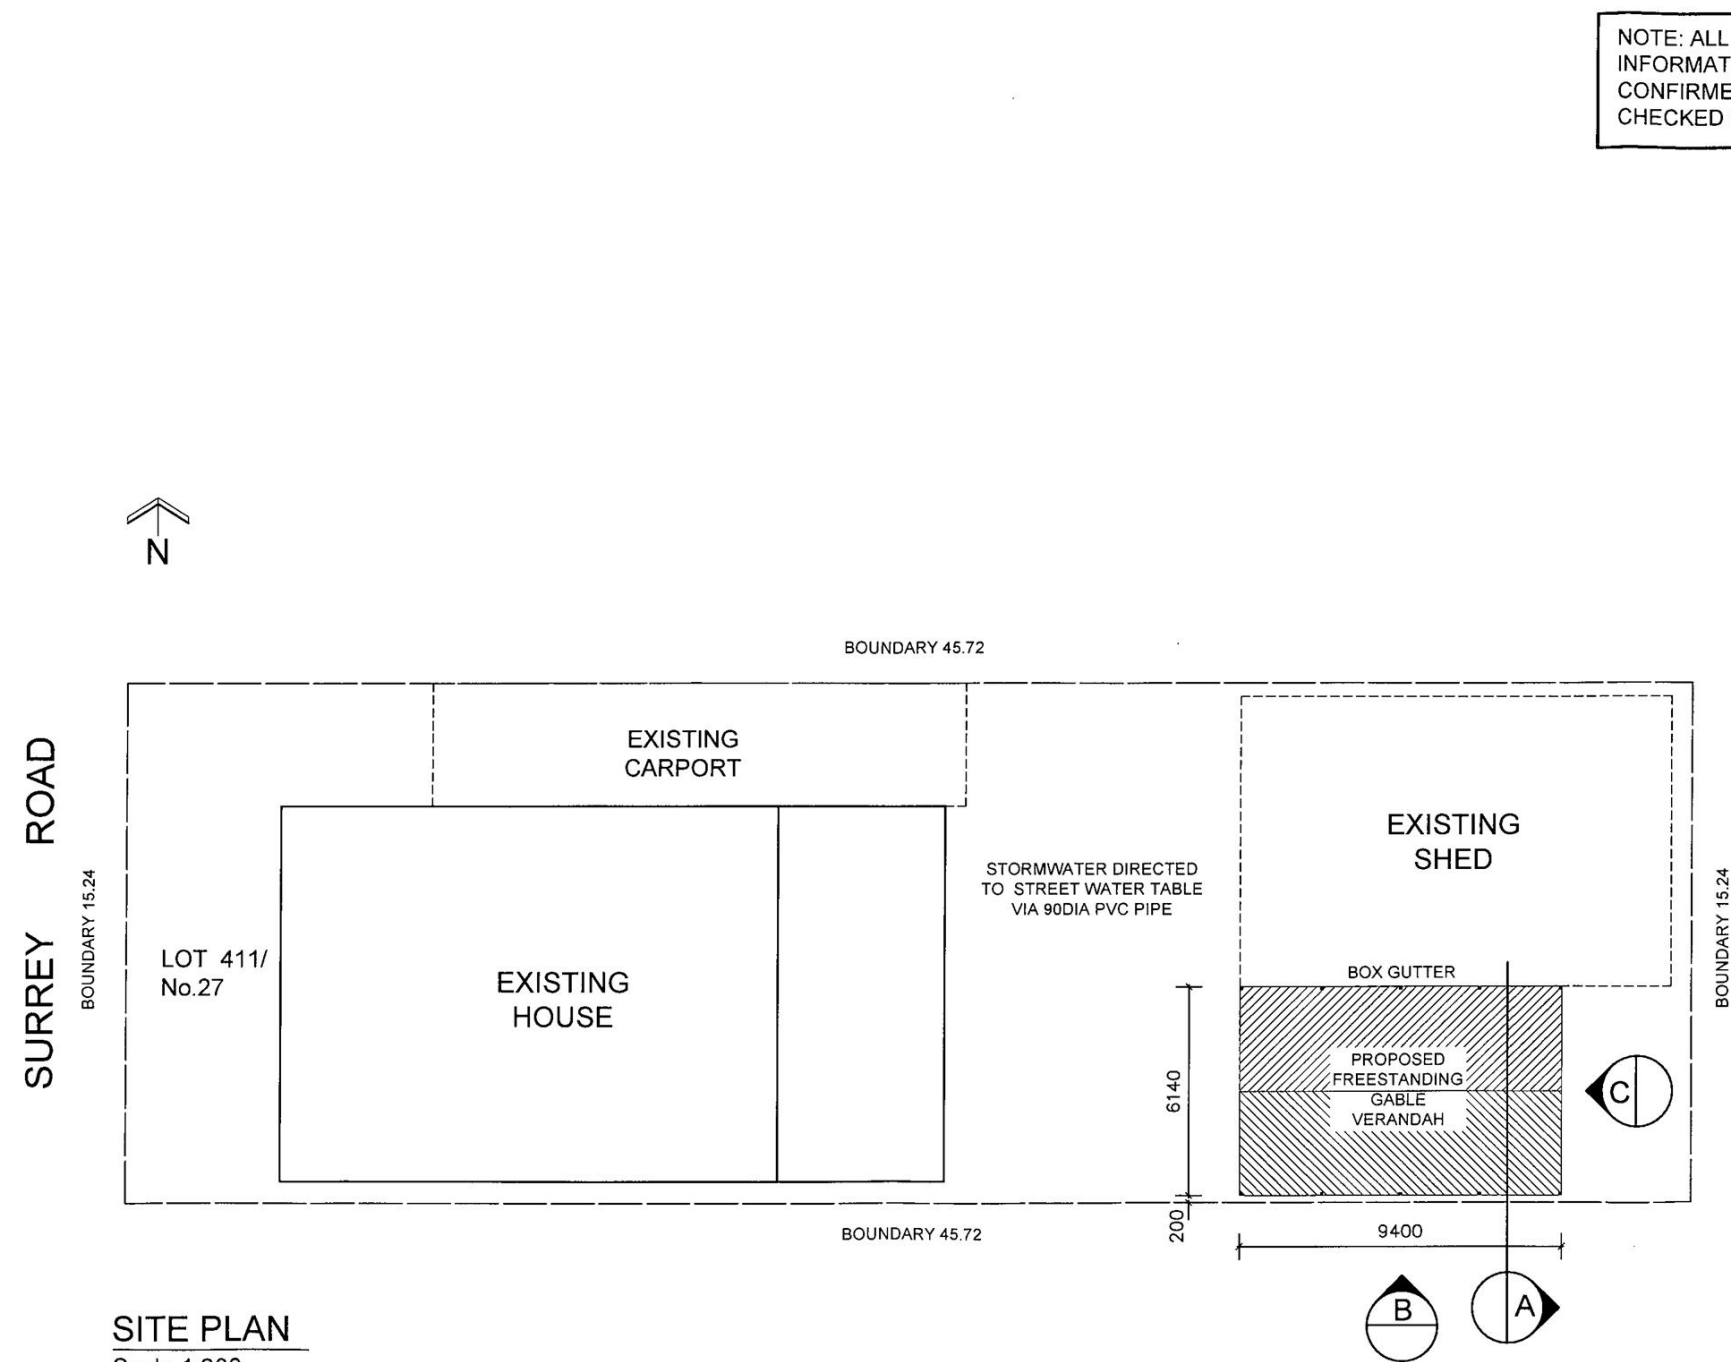 NOTE: ALL
INFORMAT
CONFIRME
CHECKED
N
BOUNDARY 45.72
EXISTING
CARPORT
SURREY ROAD
BOUNDARY 15.24
LOT 411/
No.27
EXISTING
HOUSE
STORMWATER DIRECTED
TO STREET WATER TABLE
VIA 90DIA PVC PIPE
EXISTING
SHED
BOUNDARY 15.24
BOX GUTTER
PROPOSED
FREESTANDING
GABLE
VERANDAH
6140
C
200
BOUNDARY 45.72
9400
B
A
SITE PLAN